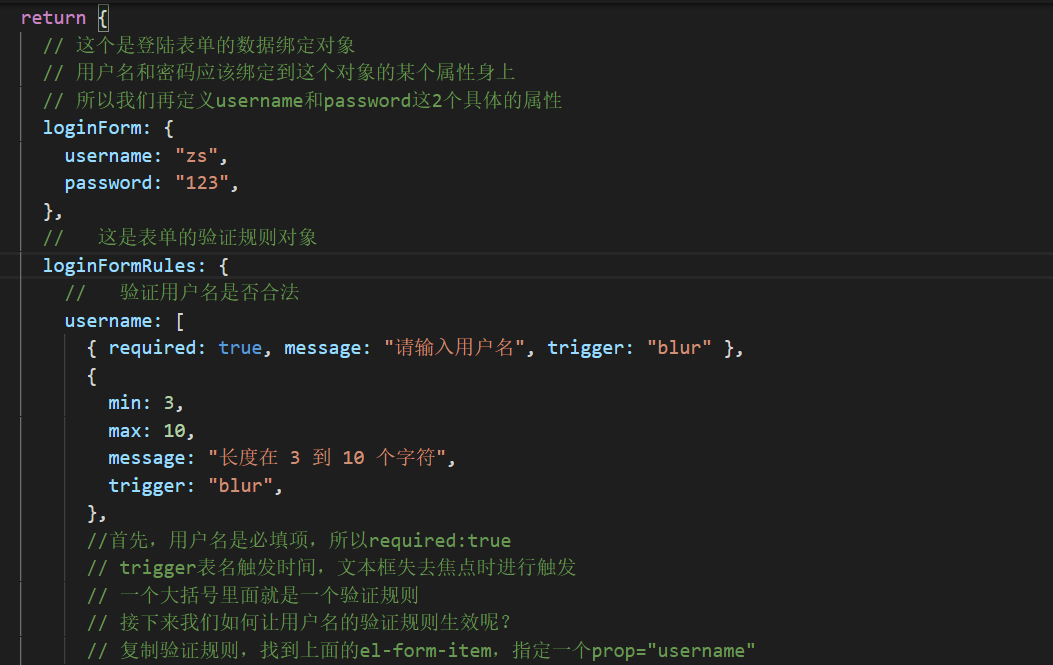 return {
// 这个是登陆表单的数据绑定对象
// 用户名和密码应该绑定到这个对象的某个属性身上
// 所以我们再定义username和password这2个具体的属性
loginForm: {
username: "zs",
password: "123",
},
//   这是表单的验证规则对象
loginFormRules: {
//   验证用户名是否合法
username: [
{ required: true, message: "请输入用户名", trigger: "blur" },
{
min: 3,
max: 10,
message: "长度在 3 到 10 个字符",
trigger: "blur",
},
//首先，用户名是必填项，所以required:true
// trigger表名触发时间，文本框失去焦点时进行触发
// 一个大括号里面就是一个验证规则
// 接下来我们如何让用户名的验证规则生效呢？
// 复制验证规则，找到上面的el-form-item，指定一个prop="username"